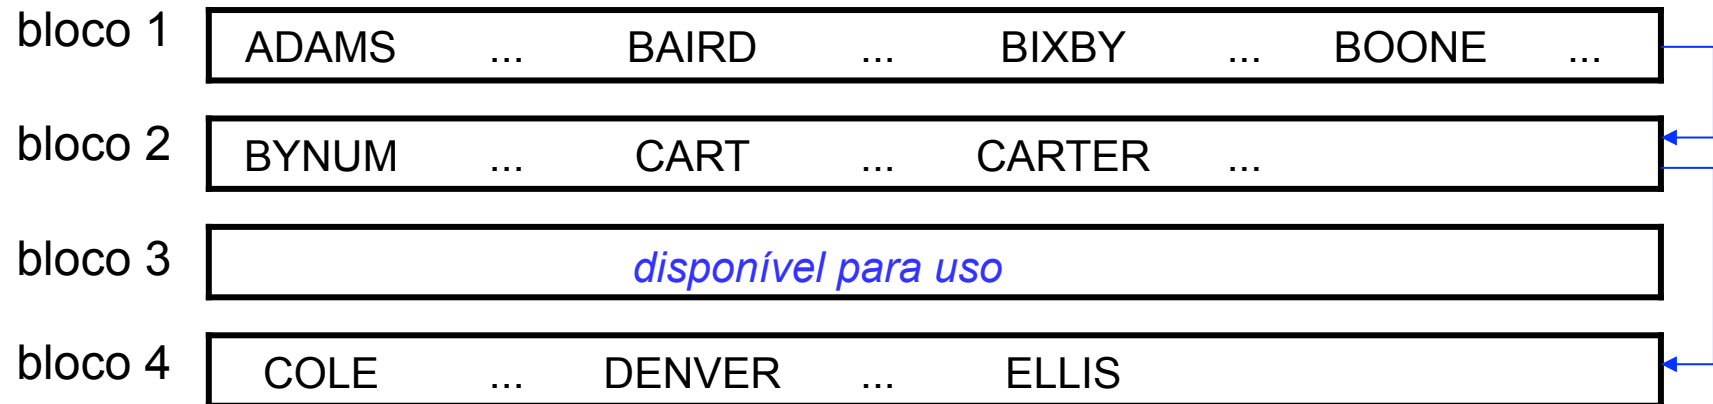 bloco 1 ADAMS ... BAIRD ... BIXBY ... BOONE ...
bloco 2 BYNUM ... CART ... CARTER ...
bloco 3 disponível para uso
bloco 4 COLE ... DENVER ... ELLIS